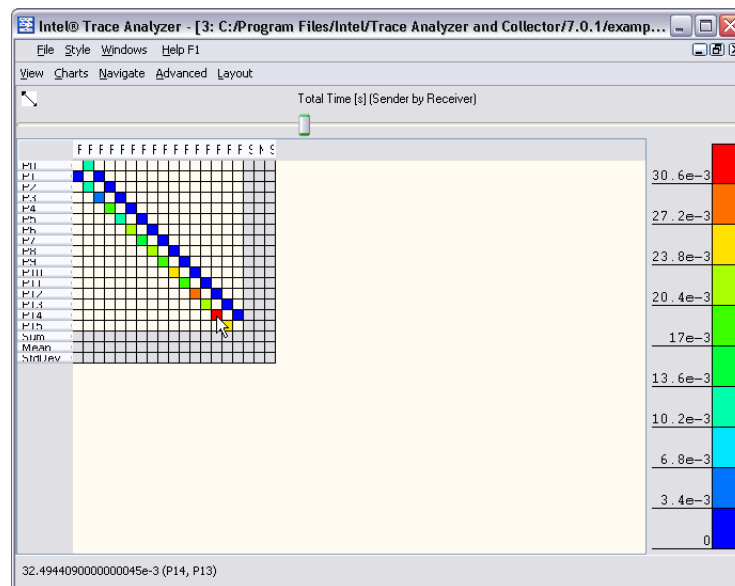 Intel® Trace Analyzer - [3: C:/Program Files/Intel/Trace Analyzer and Collector/7.0.1/examp...
File Style Windows Help F1
View Charts Navigate Advanced Layout
Total Time [s] (Sender by Receiver)
F F F F F F F F F F F F F F F F S M S
P0
P1
P2
P3
P4
P5
P6
P7
P8
P9
P10
P11
P12
P13
P14
P15
Sum
Mean
StdDev
30.6e-3
27.2e-3
23.8e-3
20.4e-3
17e-3
13.6e-3
10.2e-3
6.8e-3
3.4e-3
0
32.4944090000000045e-3 (P14, P13)